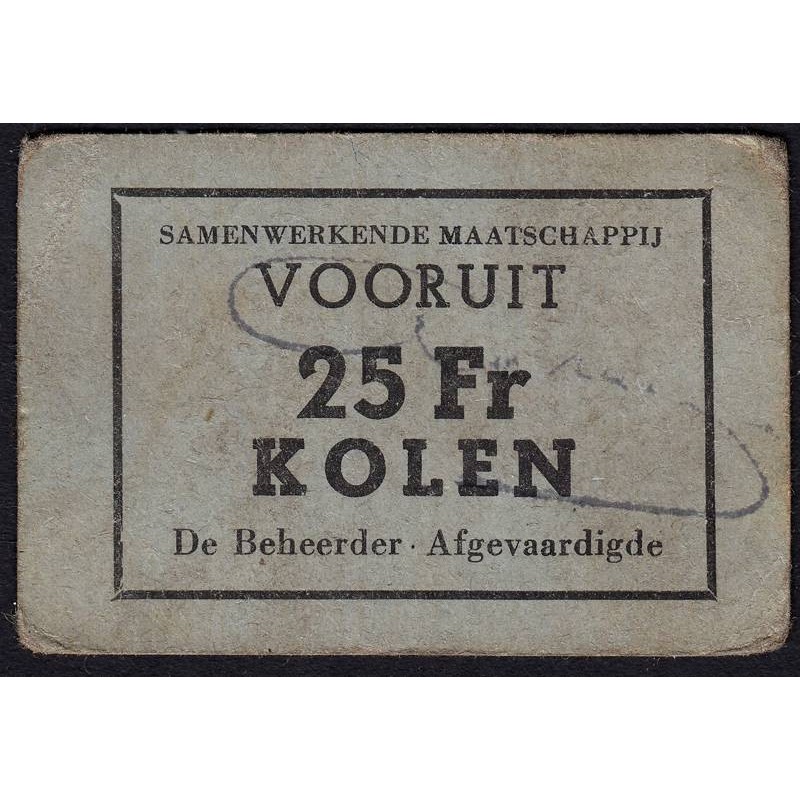 SAMENWERKENDE MAATSCHAPPIJ
VOORUIT
25 Fr
KOLEN
De Beheerder · Afgevaardigde